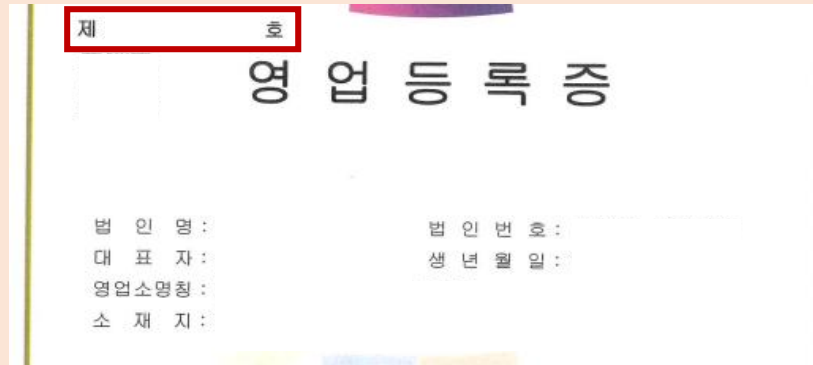 제 호
영업등록증
법 인 명 : 법 인 번 호 :
대 표 자 : 생 년 월 일 :
영업소명칭 :
소 재 지 :